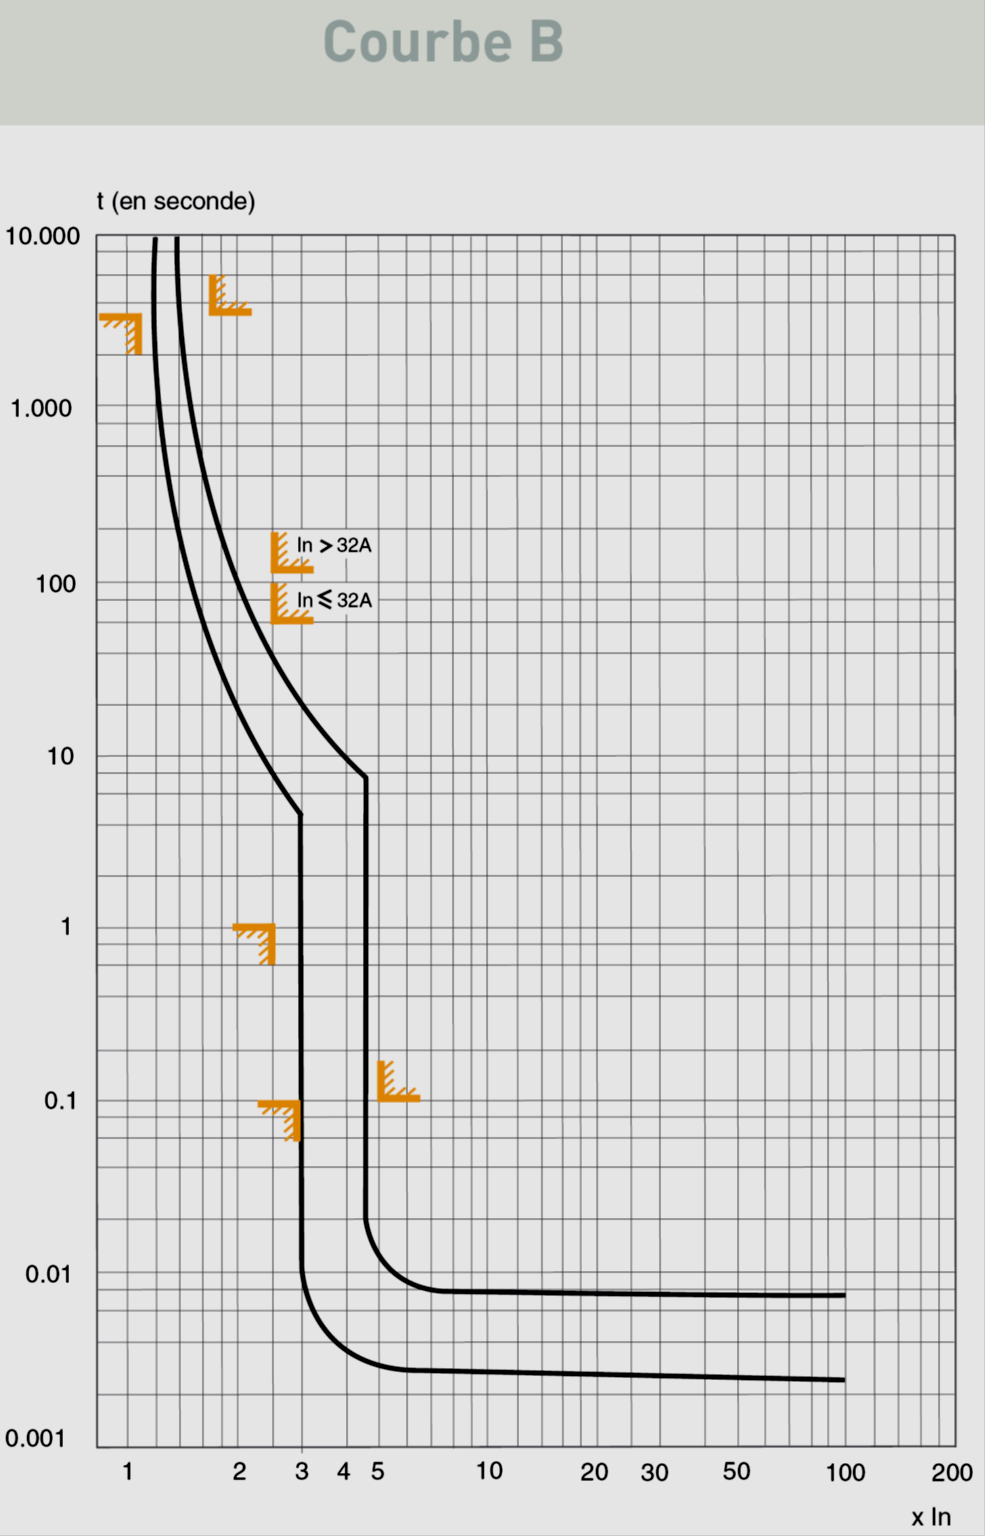 Courbe B
t (en seconde)
10.000
1.000
In > 32A
100
In ⩽ 32A
10
1
0.1
0.01
0.001
1 2 3 4 5 10 20 30 50 100 200
x In